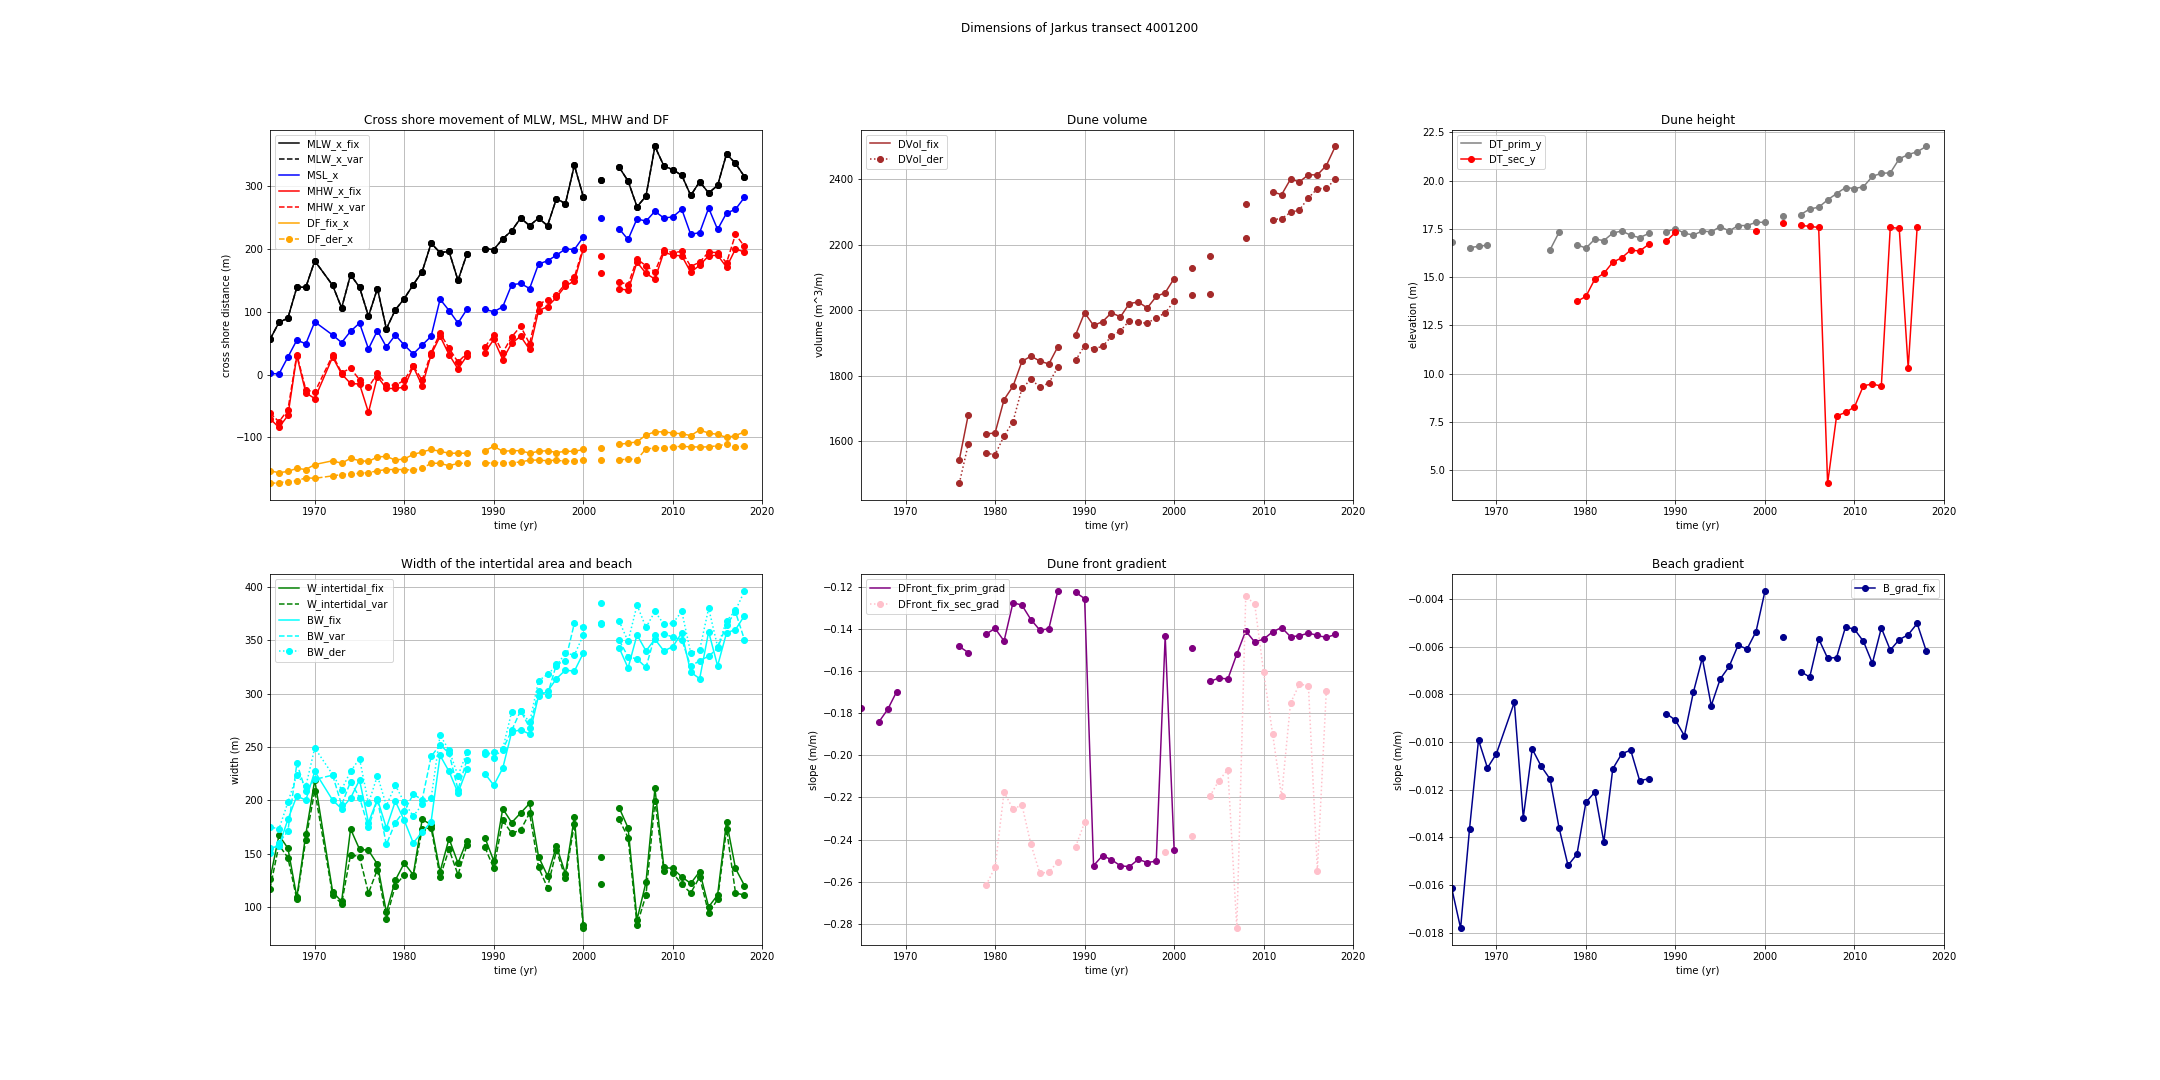 Dimensions of Jarkus transect 4001200
Cross shore movement of MLW, MSL, MHW and DF
MLW_x_fix
MLW_x_var
MSL_x
MHW_x_fix
MHW_x_var
DF_fix_x
DF_der_x
300
200
100
0
−100
cross shore distance (m)
1970 1980 1990 2000 2010 2020
time (yr)
Dune volume
DVol_fix
DVol_der
2400
2200
2000
1800
1600
volume (m^3/m)
1970 1980 1990 2000 2010 2020
time (yr)
Dune height
DT_prim_y
DT_sec_y
22.5
20.0
17.5
15.0
12.5
10.0
7.5
5.0
elevation (m)
1970 1980 1990 2000 2010 2020
time (yr)
Width of the intertidal area and beach
W_intertidal_fix
W_intertidal_var
BW_fix
BW_var
BW_der
400
350
300
250
200
150
100
width (m)
1970 1980 1990 2000 2010 2020
time (yr)
Dune front gradient
DFront_fix_prim_grad
DFront_fix_sec_grad
−0.12
−0.14
−0.16
−0.18
−0.20
−0.22
−0.24
−0.26
−0.28
slope (m/m)
1970 1980 1990 2000 2010 2020
time (yr)
Beach gradient
B_grad_fix
−0.004
−0.006
−0.008
−0.010
−0.012
−0.014
−0.016
−0.018
slope (m/m)
1970 1980 1990 2000 2010 2020
time (yr)